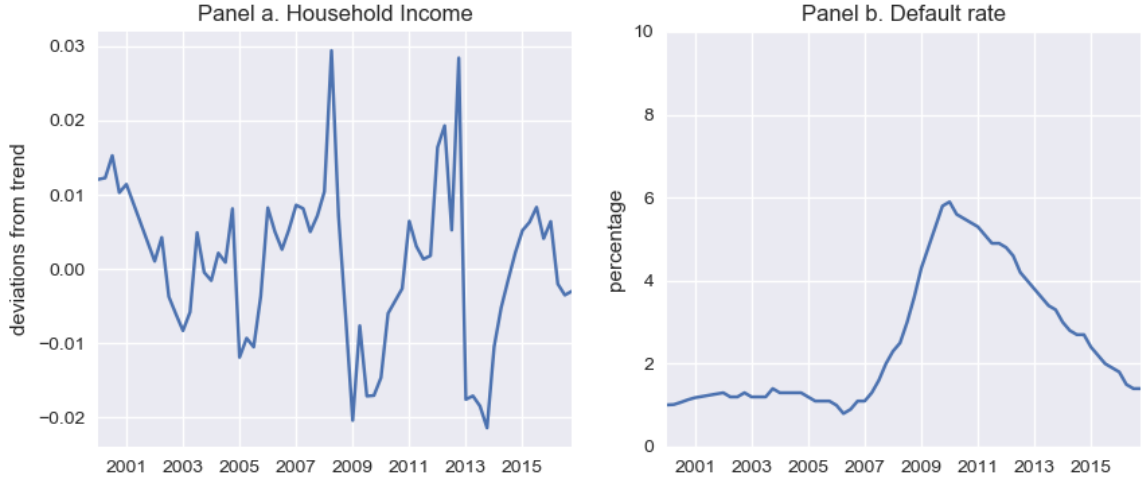 Panel a. Household Income
0.03
0.02
0.01
0.00
−0.01
−0.02
deviations from trend
2001 2003 2005 2007 2009 2011 2013 2015
Panel b. Default rate
10
8
6
4
2
0
percentage
2001 2003 2005 2007 2009 2011 2013 2015